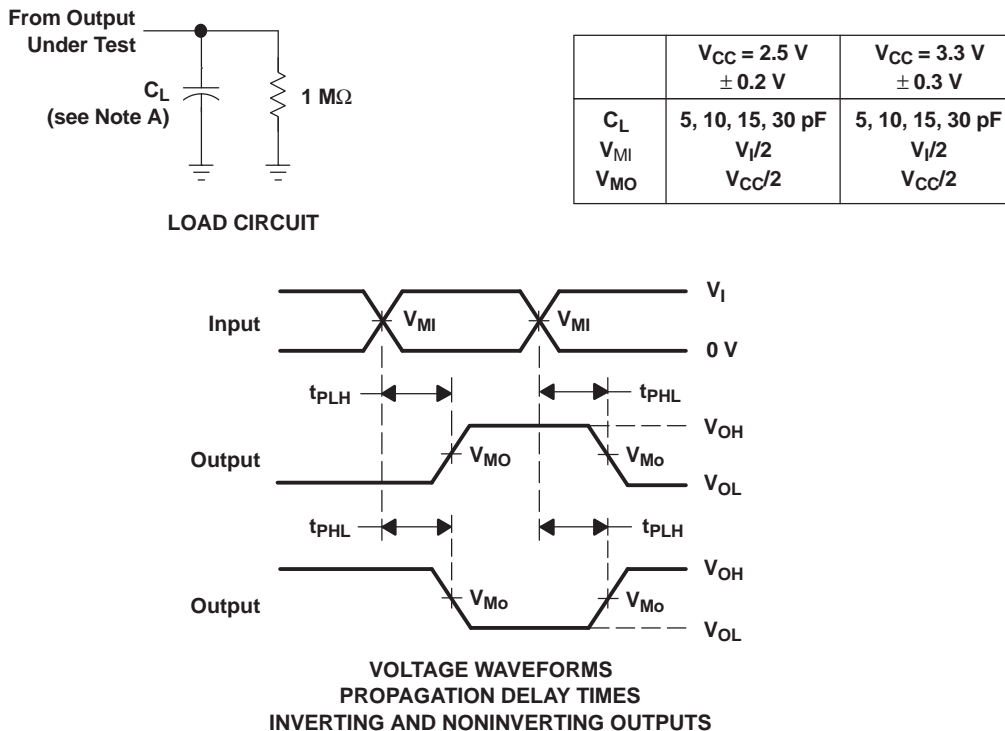 From Output
Under Test
CL
(see Note A)
1 MΩ
LOAD CIRCUIT
VCC = 2.5 V
± 0.2 V
VCC = 3.3 V
± 0.3 V
CL 5, 10, 15, 30 pF 5, 10, 15, 30 pF
VMI VI/2 VI/2
VMO VCC/2 VCC/2
Input VMI VMI VI
0 V
tPLH tPHL
Output VMO VMo VOH
VOL
tPHL tPLH
Output VMo VMo VOH
VOL
VOLTAGE WAVEFORMS
PROPAGATION DELAY TIMES
INVERTING AND NONINVERTING OUTPUTS